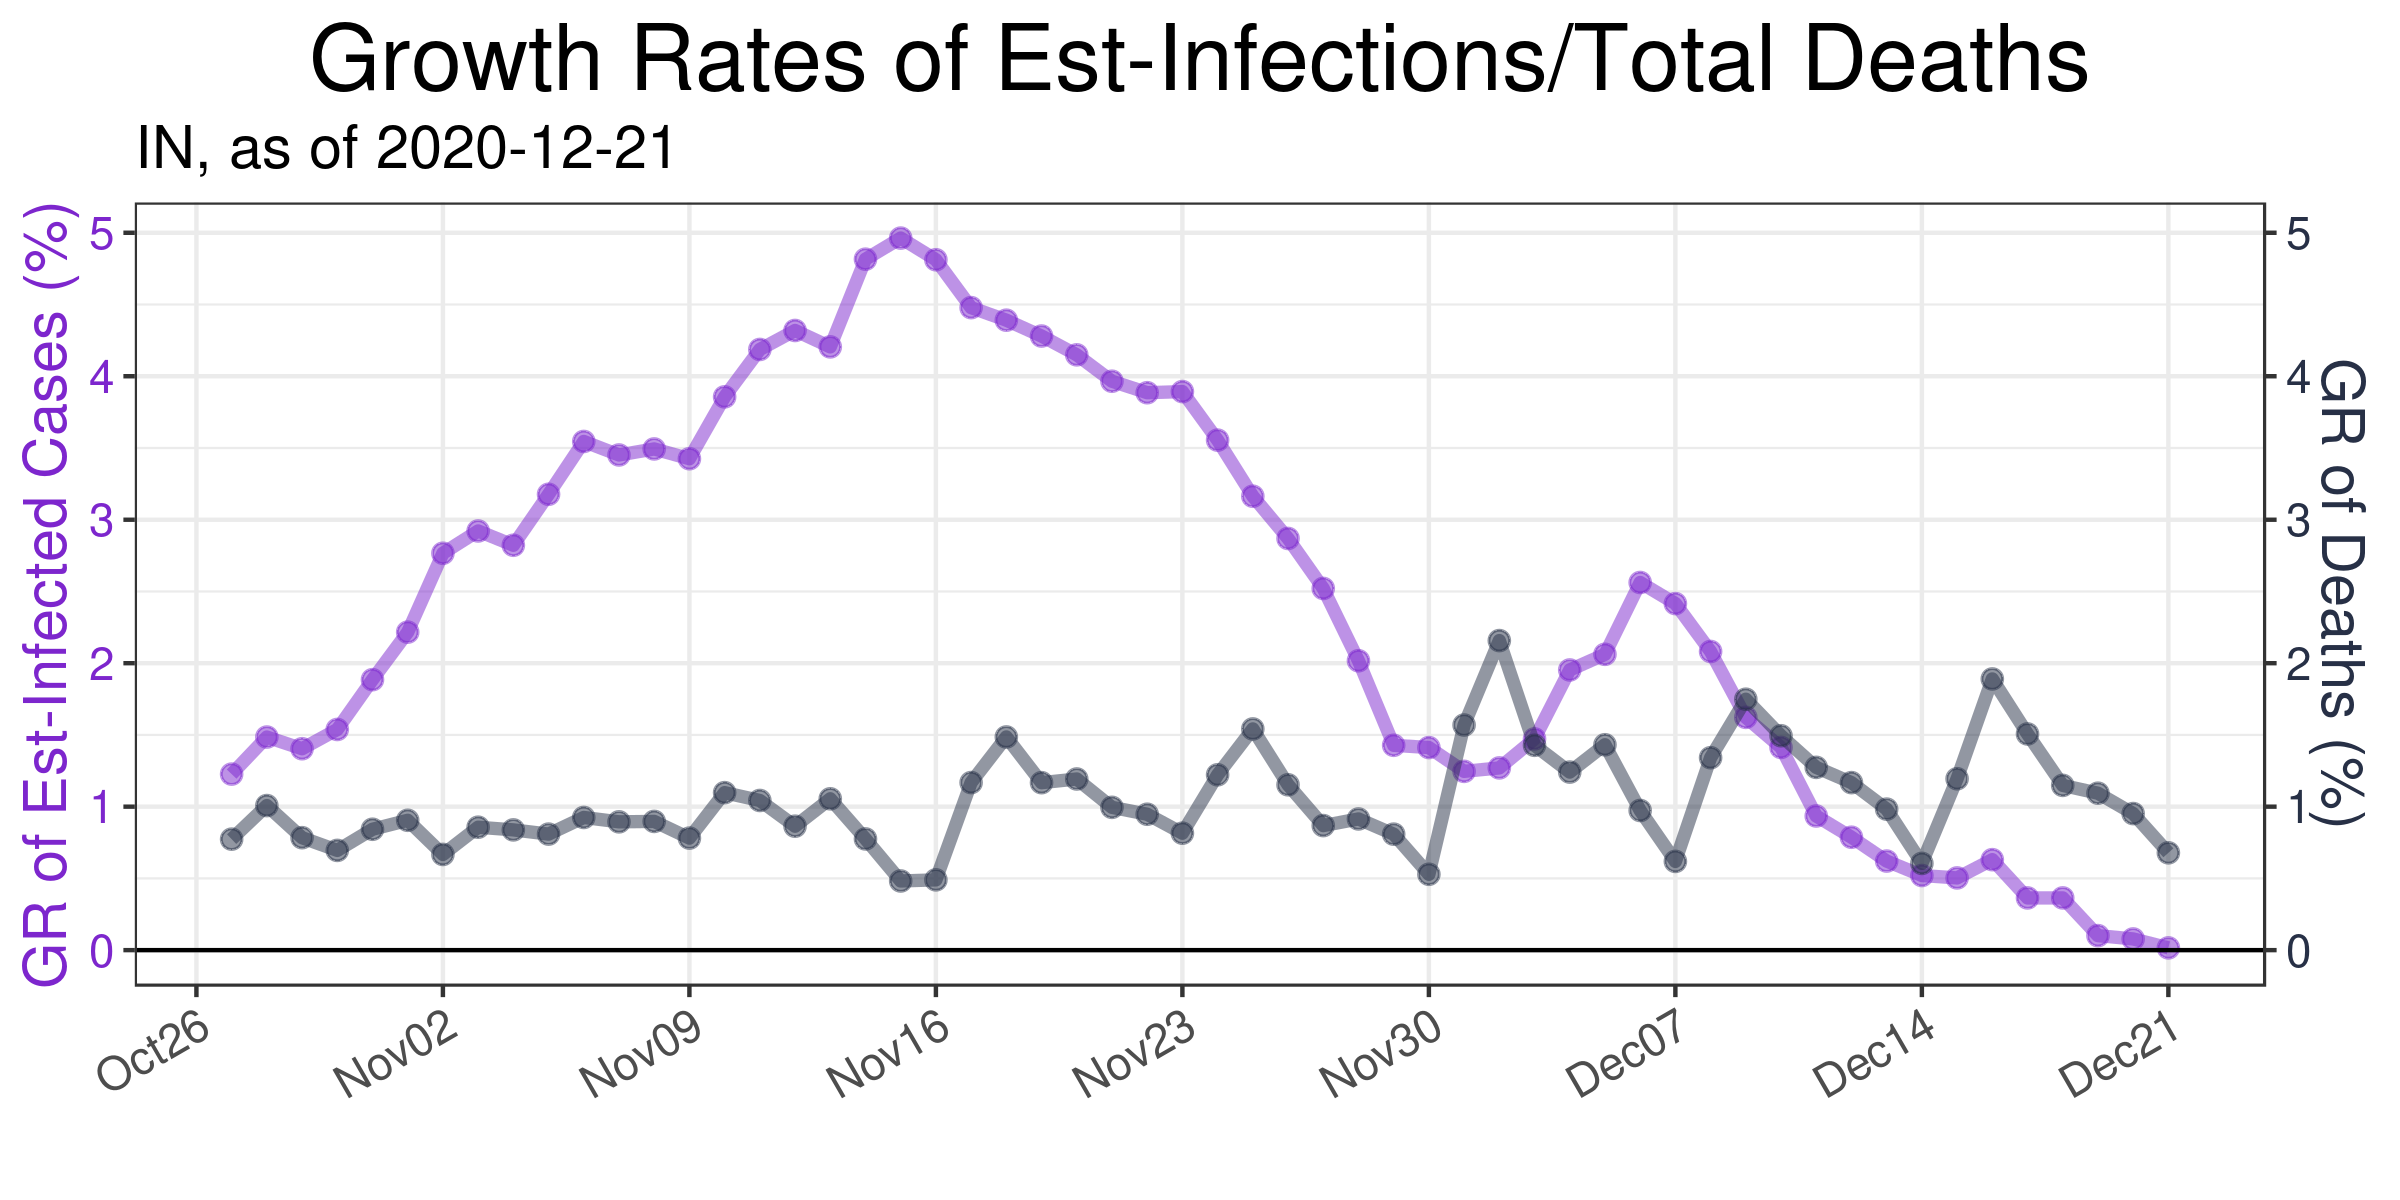 Growth Rates of Est-Infections/Total Deaths
IN, as of 2020-12-21
GR of Est-Infected Cases (%)
5
4
3
2
1
0
5
4
3
2
1
0
GR of Deaths (%)
Oct26
Nov02
Nov09
Nov16
Nov23
Nov30
Dec07
Dec14
Dec21